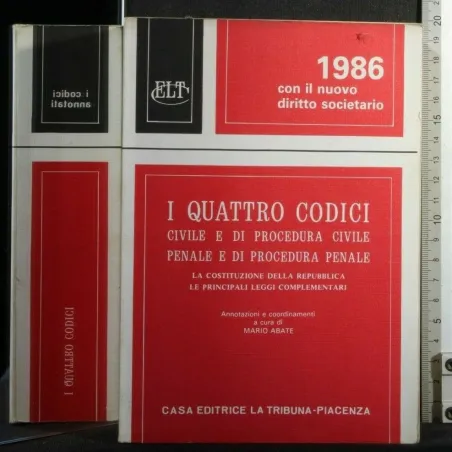 i codici
annotati
I QUATTRO CODICI
ELT
1986
con il nuovo
diritto societario
I QUATTRO CODICI
CIVILE E DI PROCEDURA CIVILE
PENALE E DI PROCEDURA PENALE
LA COSTITUZIONE DELLA REPUBBLICA
LE PRINCIPALI LEGGI COMPLEMENTARI
Annotazioni e coordinamenti
a cura di
MARIO ABATE
CASA EDITRICE LA TRIBUNA-PIACENZA